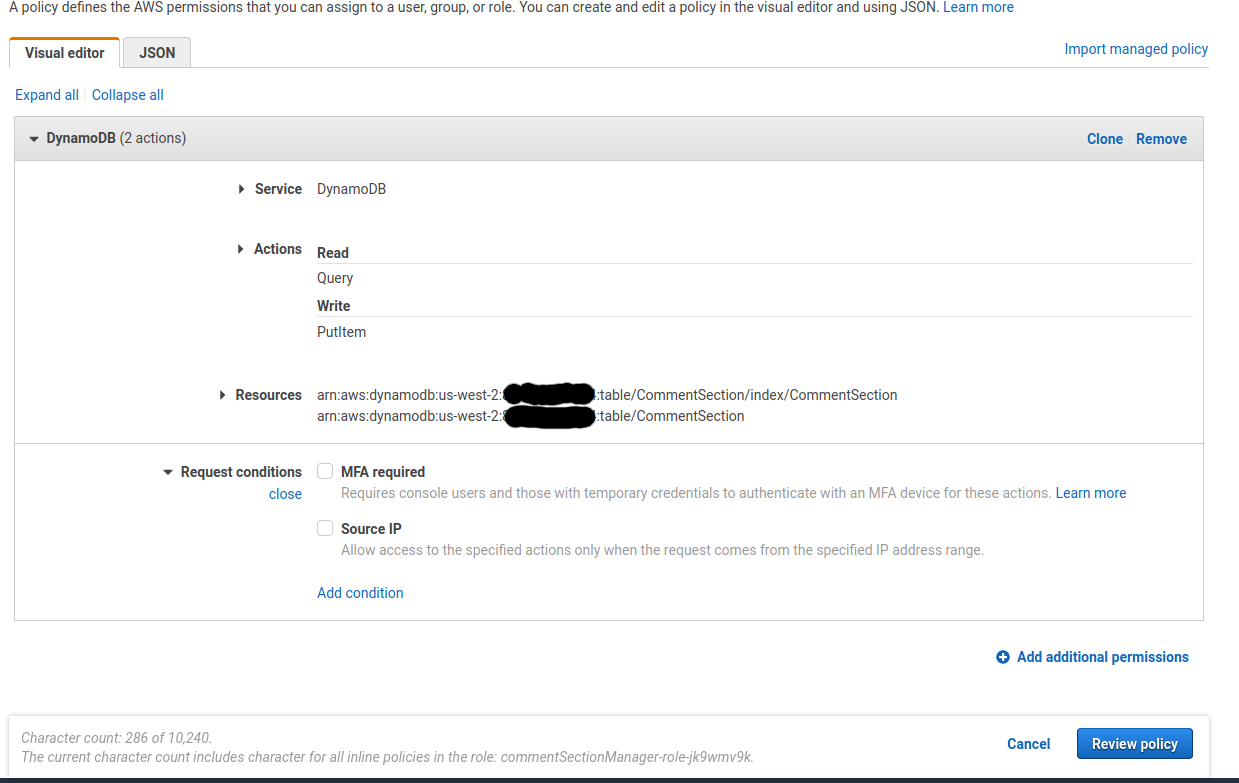 A policy defines the AWS permissions that you can assign to a user, group, or role. You can create and edit a policy in the visual editor and using JSON. Learn more
Visual editor JSON Import managed policy
Expand all Collapse all
DynamoDB (2 actions) Clone Remove
Service DynamoDB
Actions Read
Query
Write
PutItem
Resources arn:aws:dynamodb:us-west-2: :table/CommentSection/index/CommentSection
arn:aws:dynamodb:us-west-2: :table/CommentSection
Request conditions MFA required
close Requires console users and those with temporary credentials to authenticate with an MFA device for these actions. Learn more
Source IP
Allow access to the specified actions only when the request comes from the specified IP address range.
Add condition
Add additional permissions
Character count: 286 of 10,240.
The current character count includes character for all inline policies in the role: commentSectionManager-role-jk9wmv9k.
Cancel Review policy